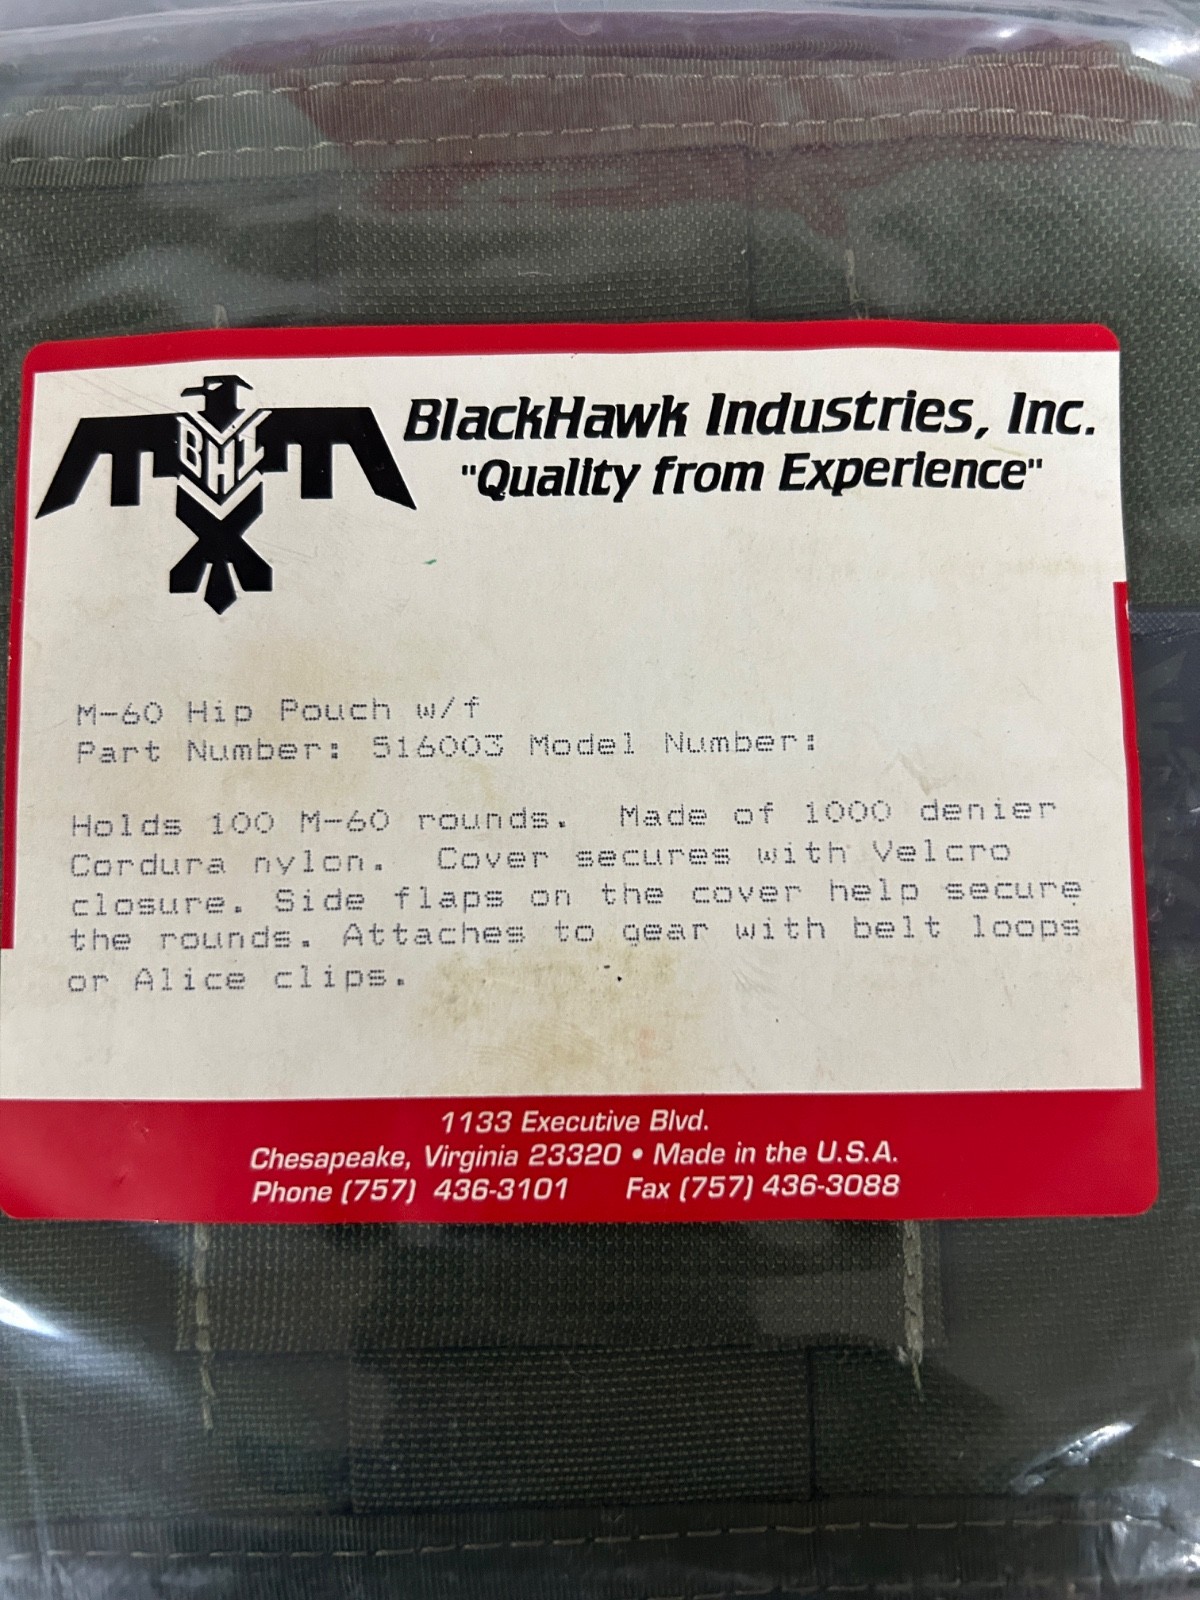 BHI
BlackHawk Industries, Inc.
"Quality from Experience"
M-60 Hip Pouch w/f
Part Number: 516003 Model Number:
Holds 100 M-60 rounds. Made of 1000 denier
Cordura nylon. Cover secures with Velcro
closure. Side flaps on the cover help secure
the rounds. Attaches to gear with belt loops
or Alice clips.
1133 Executive Blvd.
Chesapeake, Virginia 23320 • Made in the U.S.A.
Phone (757) 436-3101 Fax (757) 436-3088